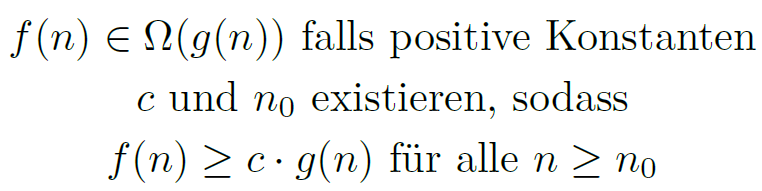 f(n) ∈ Ω(g(n)) falls positive Konstanten
c und n₀ existieren, sodass
f(n) ≥ c · g(n) für alle n ≥ n₀